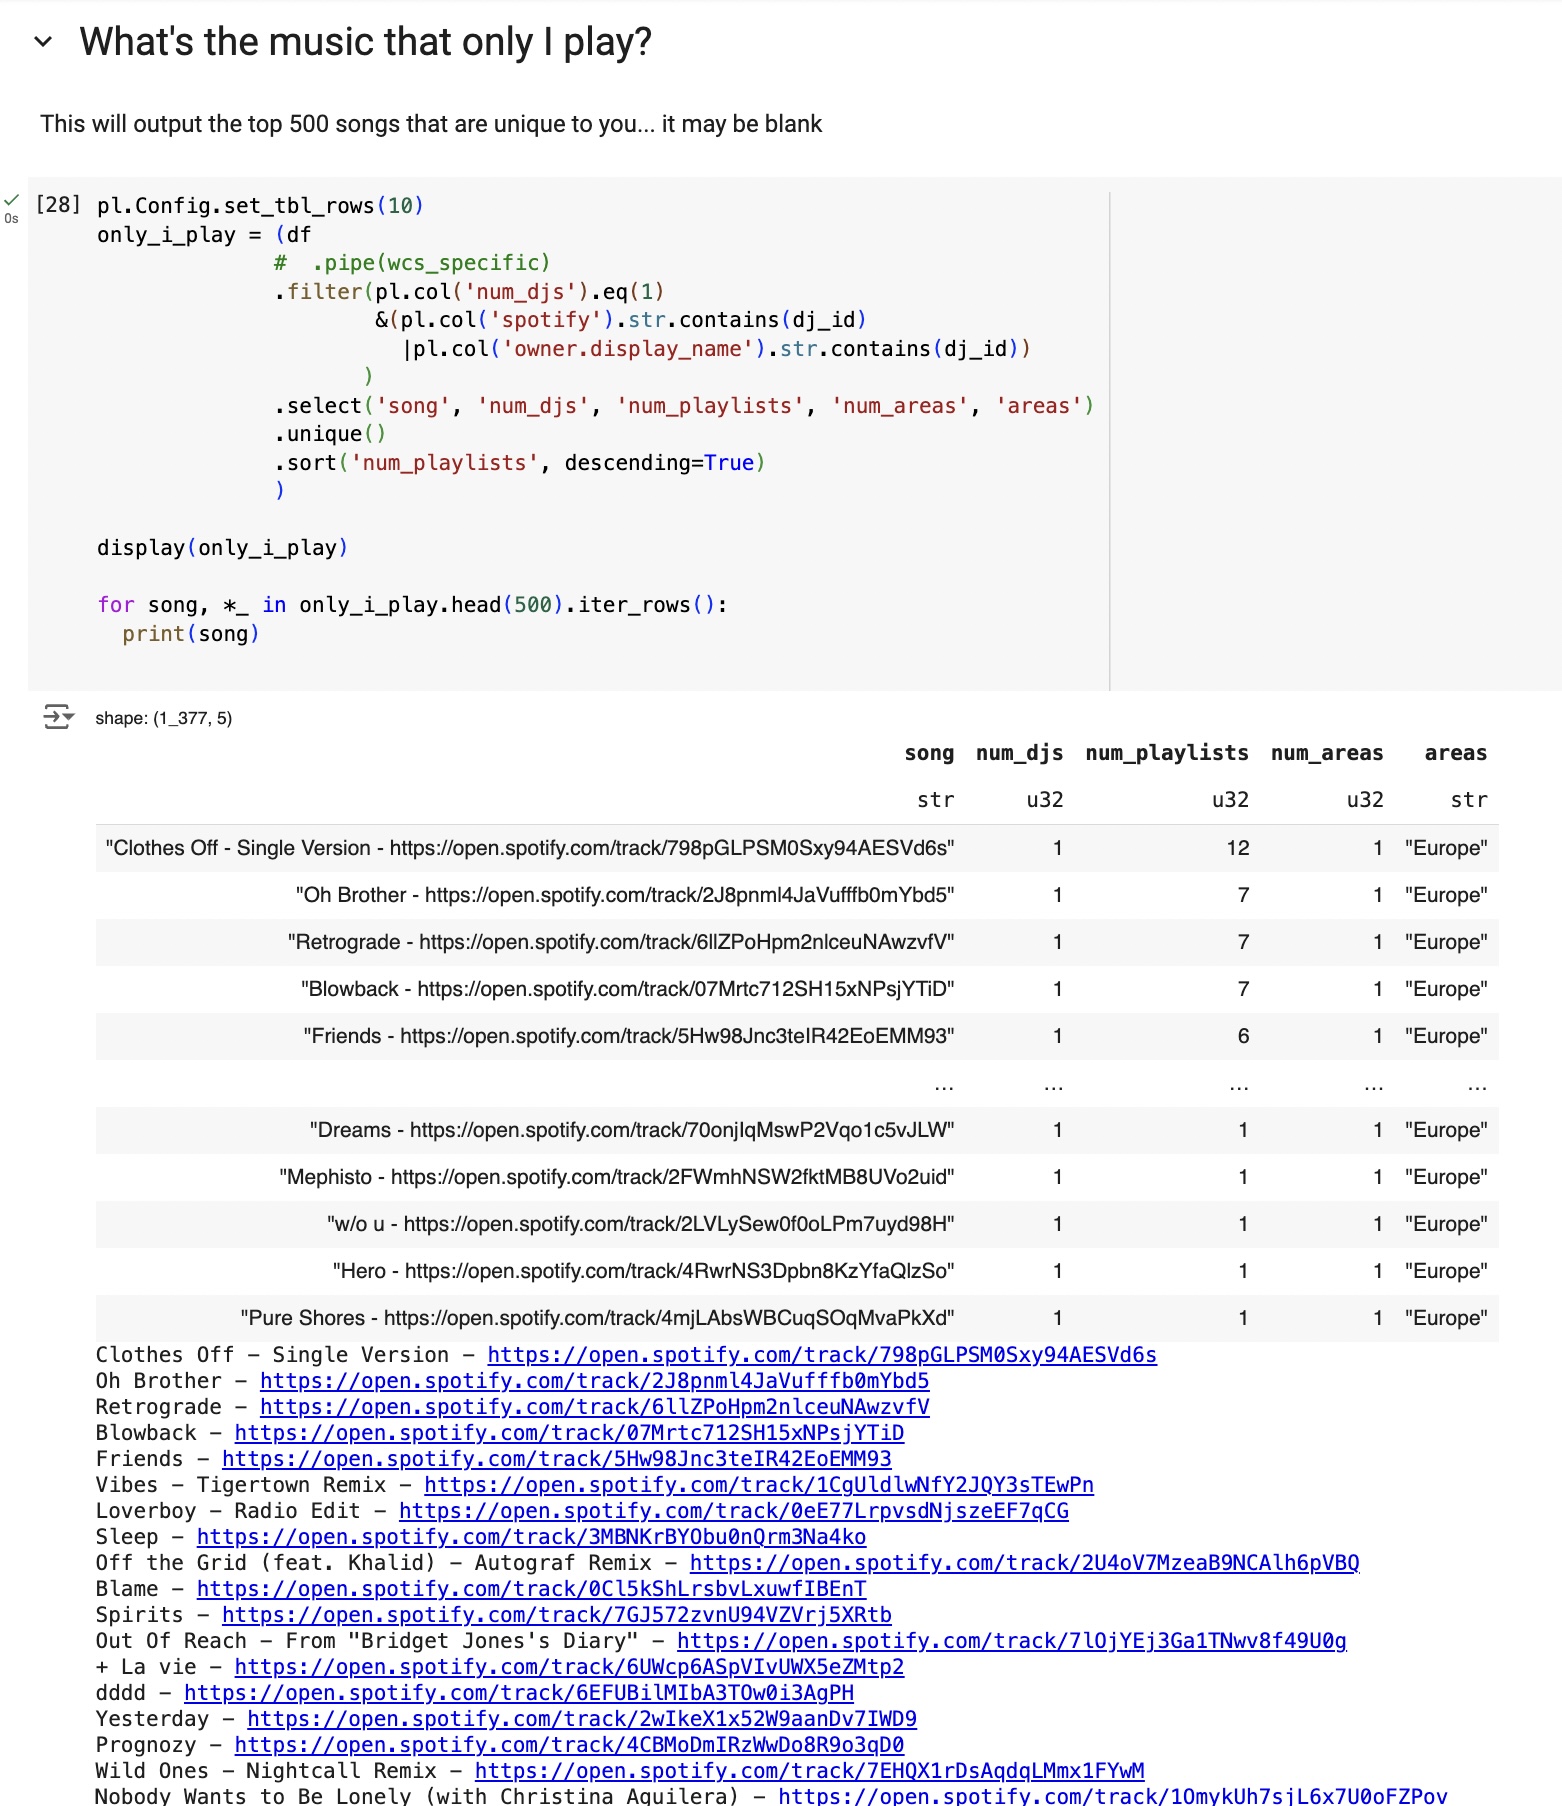 What's the music that only I play?
This will output the top 500 songs that are unique to you... it may be blank
0s
[28] pl.Config.set_tbl_rows(10)
only_i_play = (df
#  .pipe(wcs_specific)
.filter(pl.col('num_djs').eq(1)
&(pl.col('spotify').str.contains(dj_id)
|pl.col('owner.display_name').str.contains(dj_id))
)
.select('song', 'num_djs', 'num_playlists', 'num_areas', 'areas')
.unique()
.sort('num_playlists', descending=True)
)
display(only_i_play)
for song, *_ in only_i_play.head(500).iter_rows():
print(song)
shape: (1_377, 5)
song num_djs num_playlists num_areas areas
str u32 u32 u32 str
"Clothes Off - Single Version - https://open.spotify.com/track/798pGLPSM0Sxy94AESVd6s" 1 12 1 "Europe"
"Oh Brother - https://open.spotify.com/track/2J8pnml4JaVufffb0mYbd5" 1 7 1 "Europe"
"Retrograde - https://open.spotify.com/track/6llZPoHpm2nlceuNAwzvfV" 1 7 1 "Europe"
"Blowback - https://open.spotify.com/track/07Mrtc712SH15xNPsjYTiD" 1 7 1 "Europe"
"Friends - https://open.spotify.com/track/5Hw98Jnc3teIR42EoEMM93" 1 6 1 "Europe"
… … … … …
"Dreams - https://open.spotify.com/track/70onjlqMswP2Vqo1c5vJLW" 1 1 1 "Europe"
"Mephisto - https://open.spotify.com/track/2FWmhNSW2fktMB8UVo2uid" 1 1 1 "Europe"
"w/o u - https://open.spotify.com/track/2LVLySew0f0oLPm7uyd98H" 1 1 1 "Europe"
"Hero - https://open.spotify.com/track/4RwrNS3Dpbn8KzYfaQlzSo" 1 1 1 "Europe"
"Pure Shores - https://open.spotify.com/track/4mjLAbsWBCuqSOqMvaPkXd" 1 1 1 "Europe"
Clothes Off - Single Version - https://open.spotify.com/track/798pGLPSM0Sxy94AESVd6s
Oh Brother - https://open.spotify.com/track/2J8pnml4JaVufffb0mYbd5
Retrograde - https://open.spotify.com/track/6llZPoHpm2nlceuNAwzvfV
Blowback - https://open.spotify.com/track/07Mrtc712SH15xNPsjYTiD
Friends - https://open.spotify.com/track/5Hw98Jnc3teIR42EoEMM93
Vibes - Tigertown Remix - https://open.spotify.com/track/1CgUldlwNfY2JQY3sTEwPn
Loverboy - Radio Edit - https://open.spotify.com/track/0eE77LrpvsdNjszeEF7qCG
Sleep - https://open.spotify.com/track/3MBNKrBYObu0nQrm3Na4ko
Off the Grid (feat. Khalid) - Autograf Remix - https://open.spotify.com/track/2U4oV7MzeaB9NCAlh6pVBQ
Blame - https://open.spotify.com/track/0Cl5kShLrsbvLxuwfIBEnT
Spirits - https://open.spotify.com/track/7GJ572zvnU94VZVrj5XRtb
Out Of Reach - From "Bridget Jones's Diary" - https://open.spotify.com/track/7lOjYEj3Ga1TNwv8f49U0g
+ La vie - https://open.spotify.com/track/6UWcp6ASpVIvUWX5eZMtp2
dddd - https://open.spotify.com/track/6EFUBilMIbA3TOw0i3AgPH
Yesterday - https://open.spotify.com/track/2wIkeX1x52W9aanDv7IWD9
Prognozy - https://open.spotify.com/track/4CBMoDmIRzWwDo8R9o3qD0
Wild Ones - Nightcall Remix - https://open.spotify.com/track/7EHQX1rDsAqdqLMmx1FYwM
Nobody Wants to Be Lonely (with Christina Aguilera) - https://open.spotify.com/track/1OmykUh7sjL6x7U0oFZPov